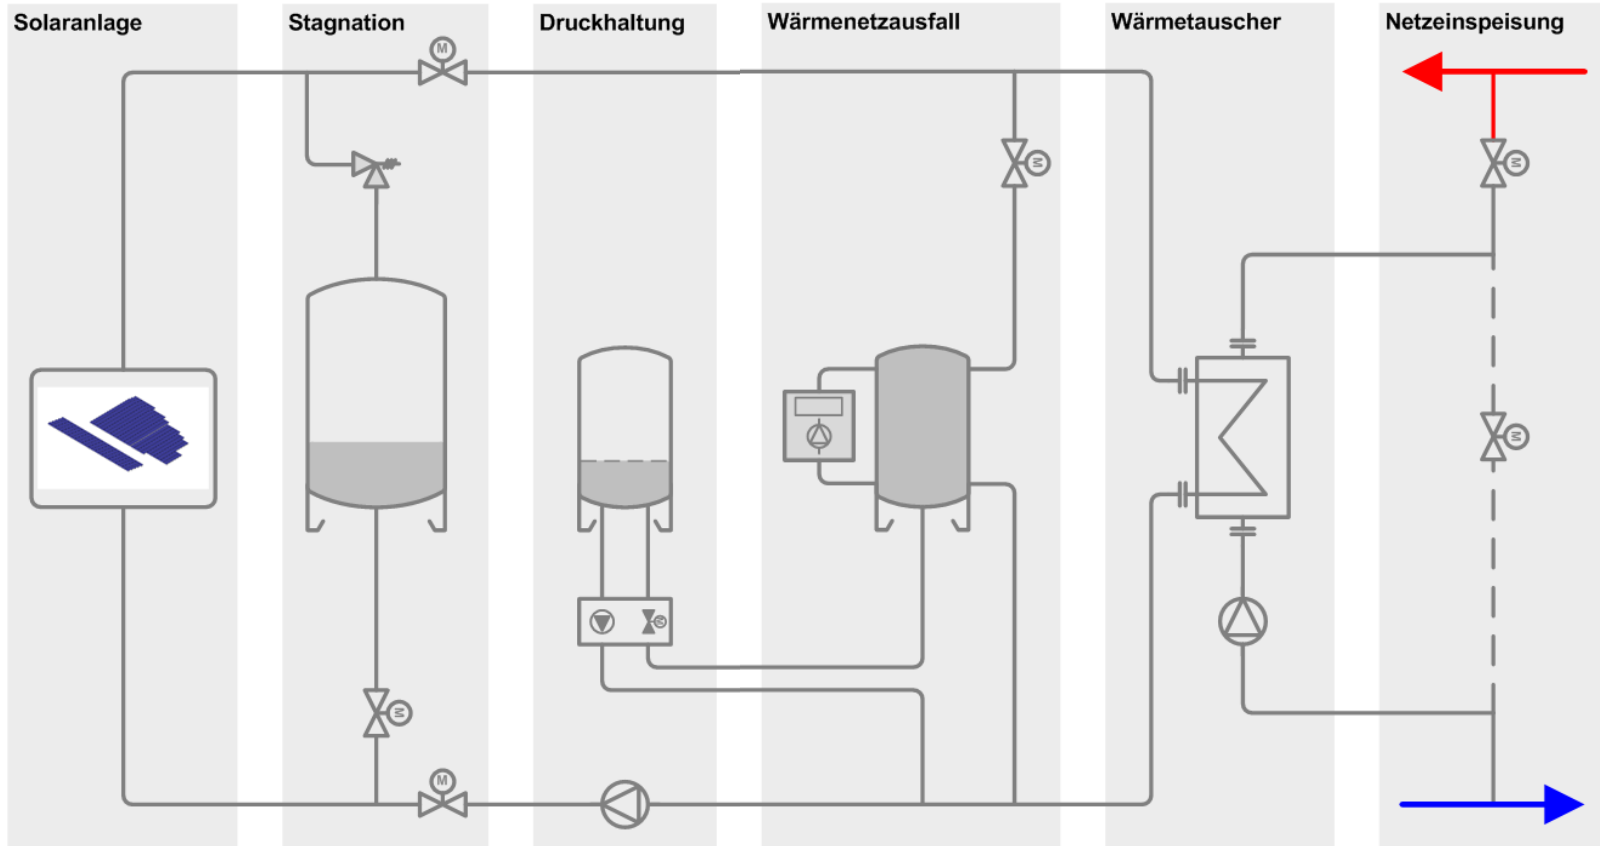 Solaranlage
Stagnation
Druckhaltung
Wärmenetzausfall
Wärmetauscher
Netzeinspeisung
M
M
M
M
M
M
M
M